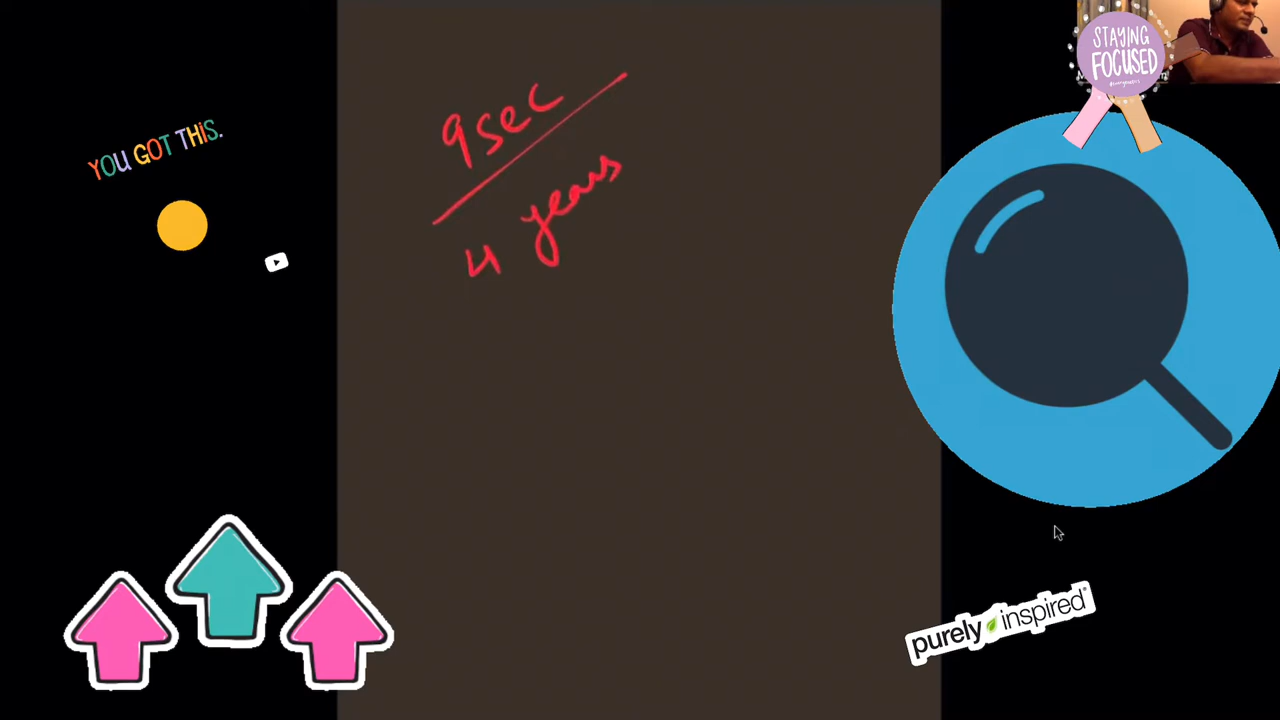 STAYING
FOCUSED
YOU GOT THIS.
9sec
4 years
purely inspired®